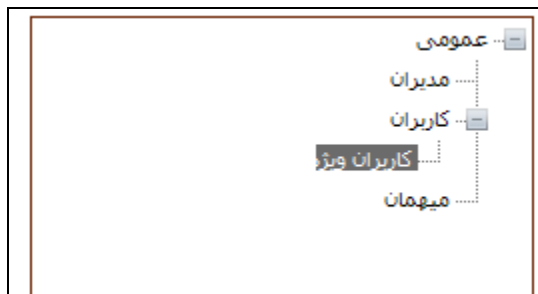 عمومی
مدیران
کاربران
کاربران ویژه
میهمان